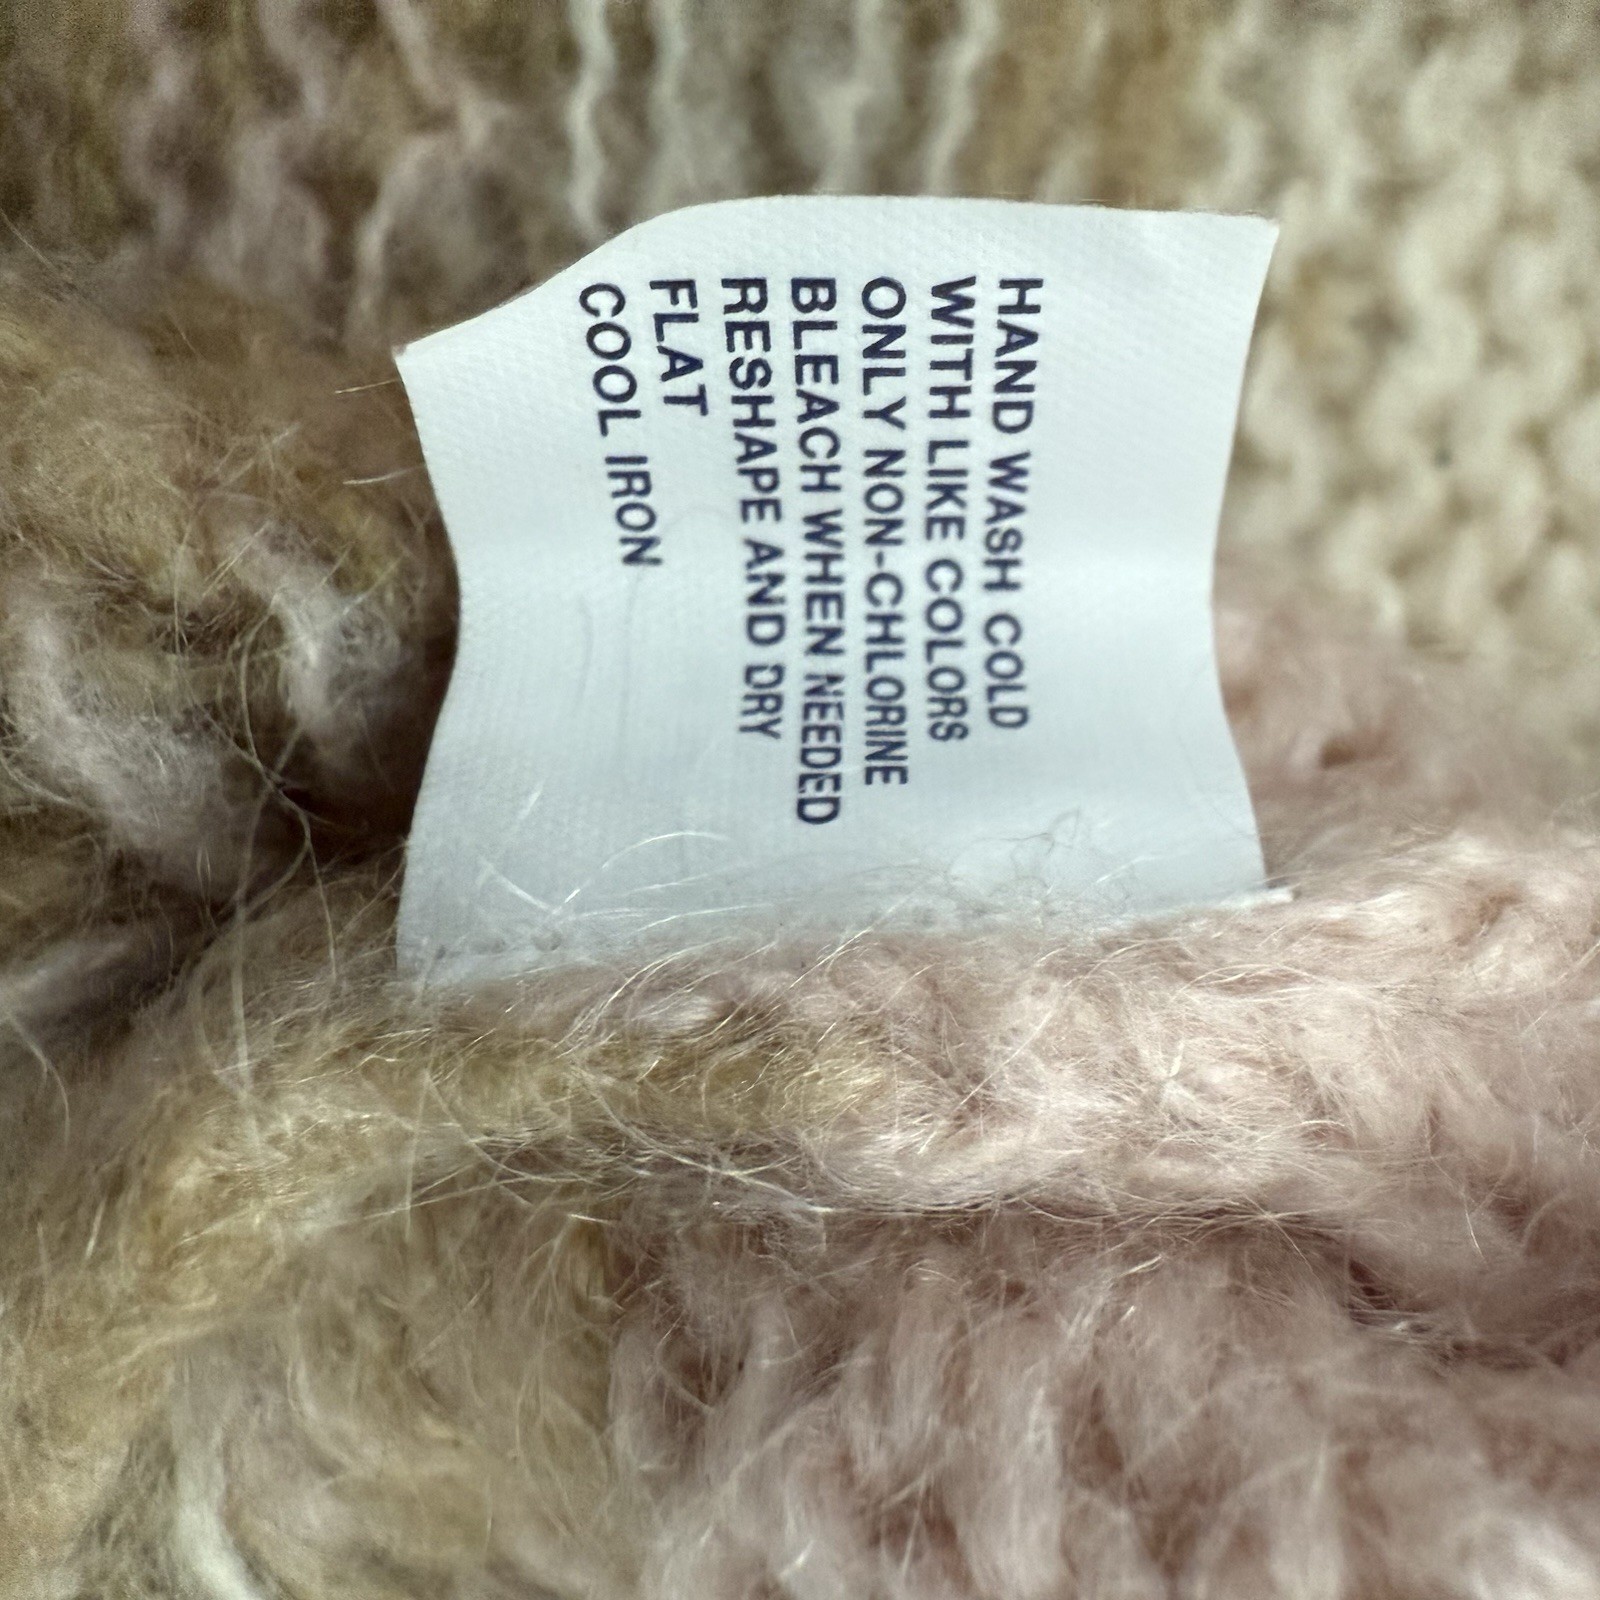 HAND WASH COLD
WITH LIKE COLORS
ONLY NON-CHLORINE
BLEACH WHEN NEEDED
RESHAPE AND DRY
FLAT
COOL IRON